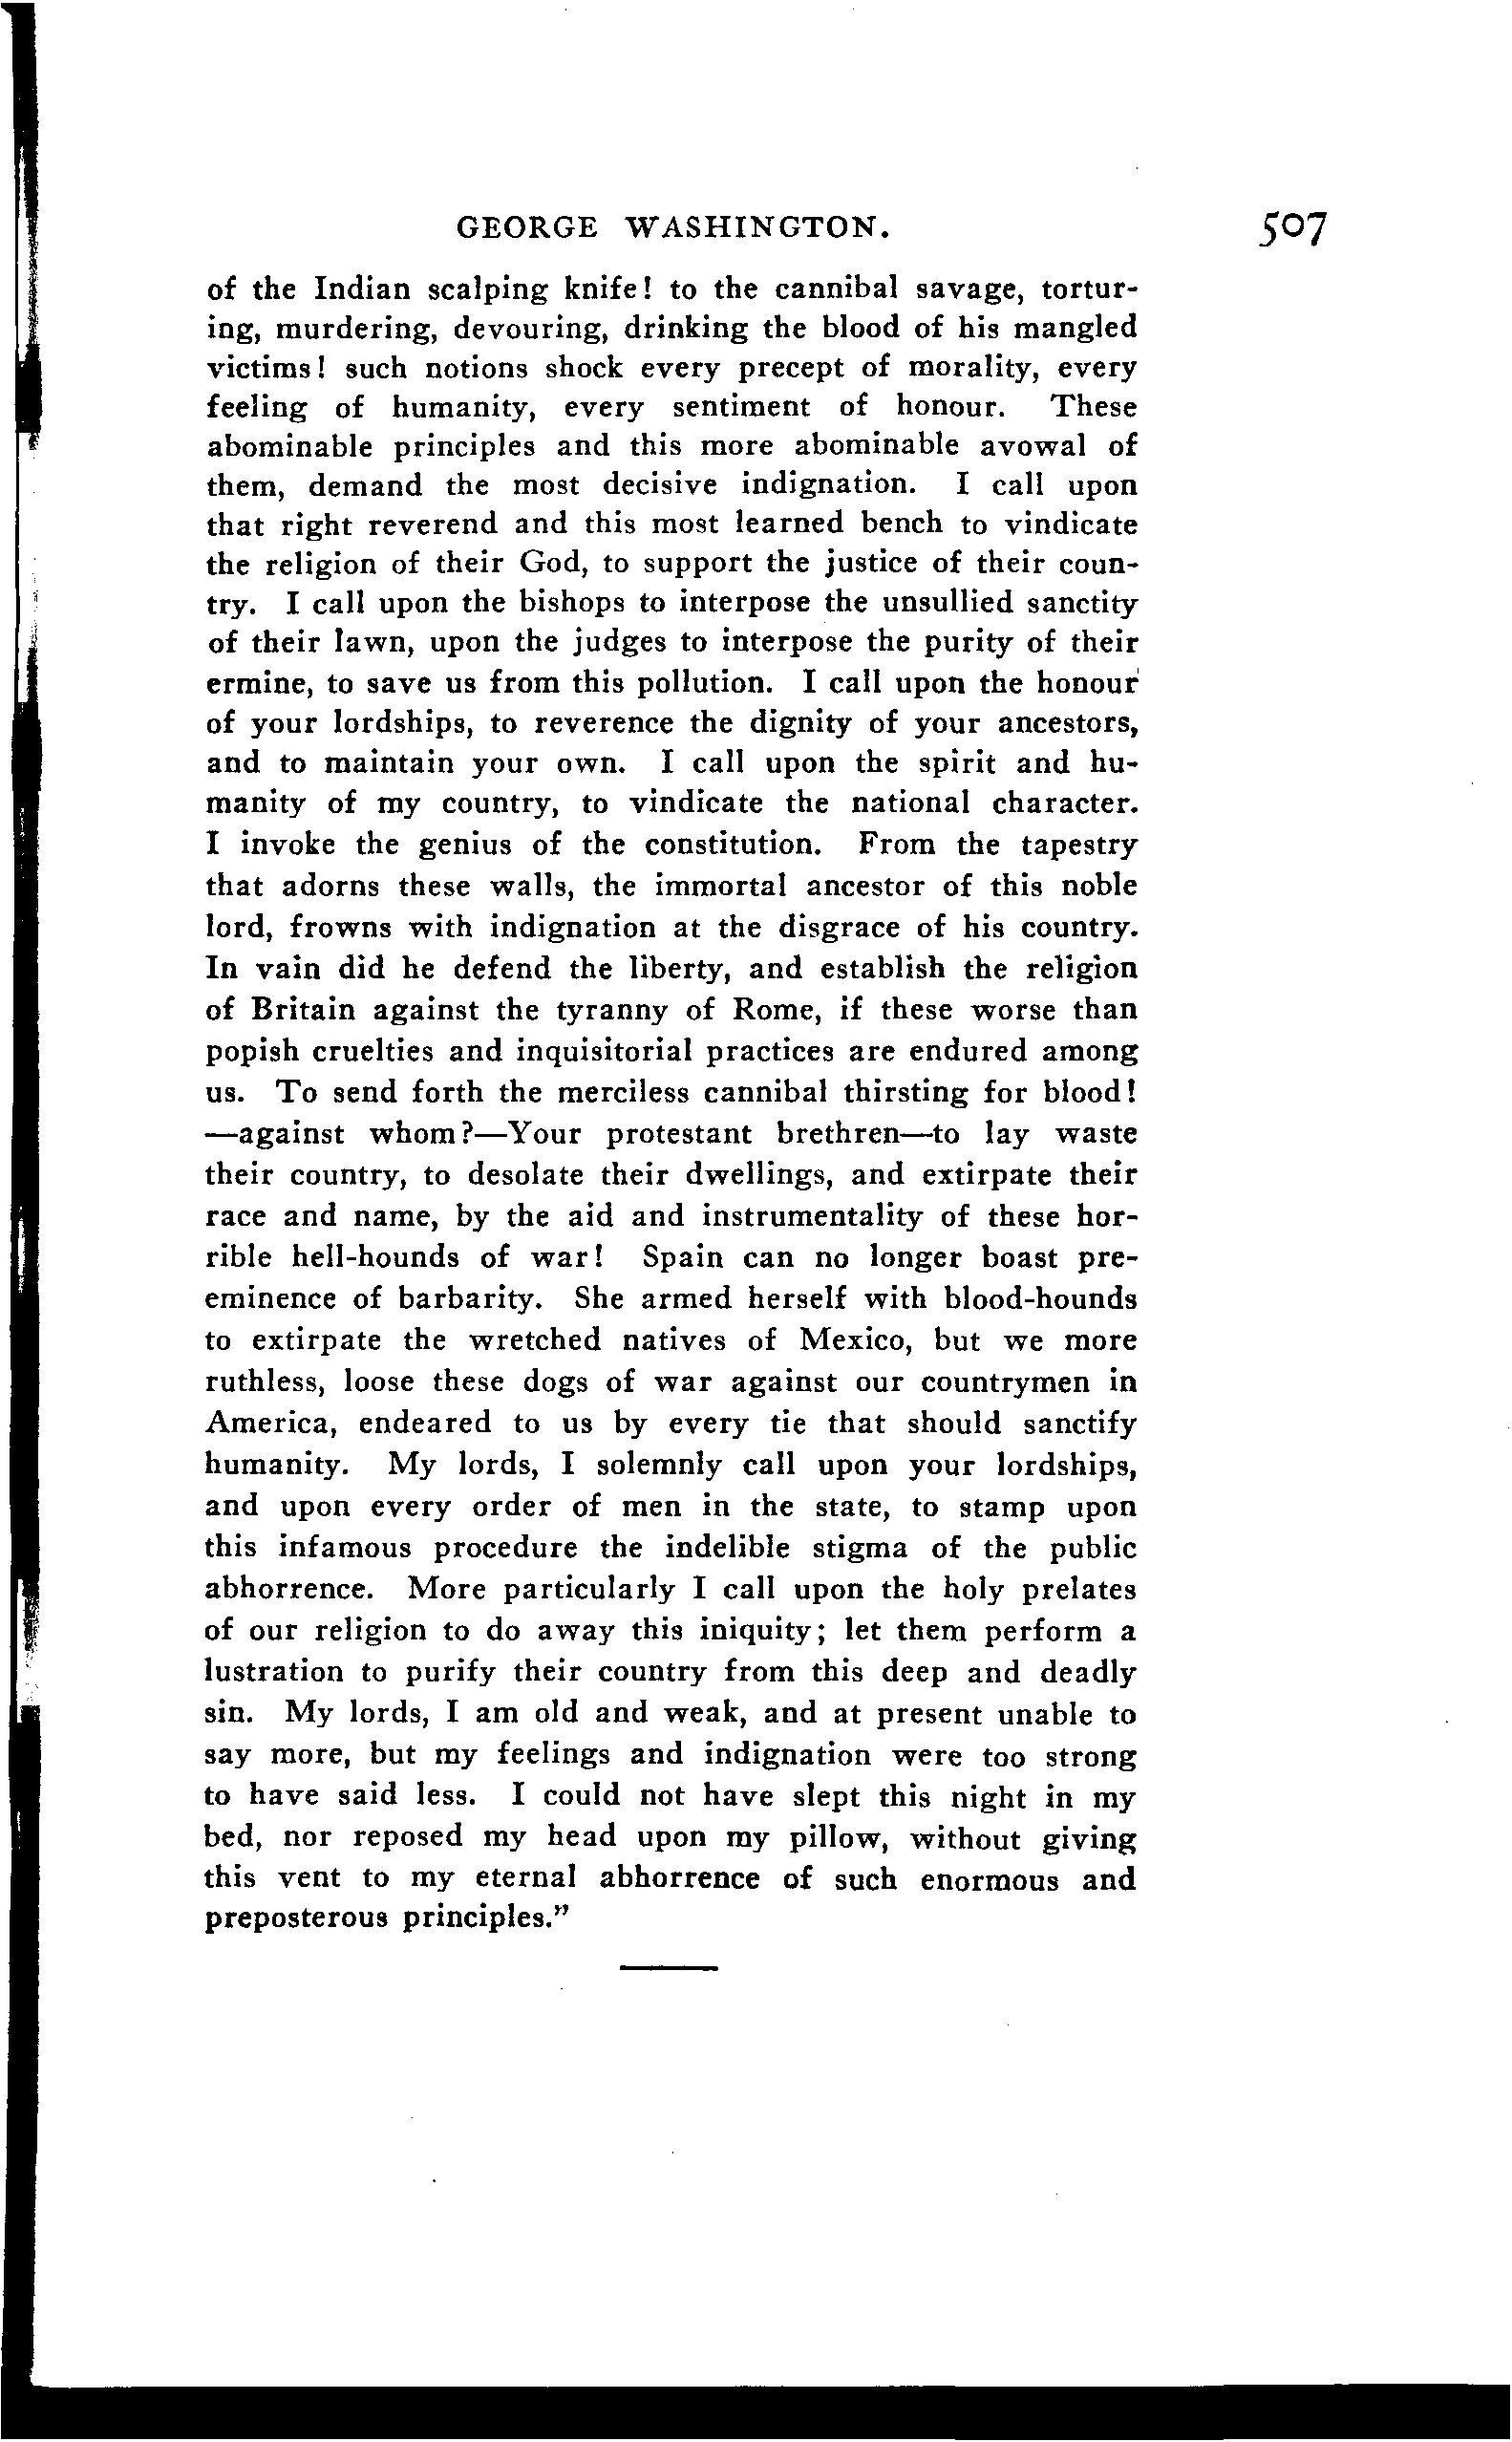 GEORGE WASHINGTON. 507
of the Indian scalping knife! to the cannibal savage, tortur-
ing, murdering, devouring, drinking the blood of his mangled
victims! such notions shock every precept of morality, every
feeling of humanity, every sentiment of honour. These
abominable principles and this more abominable avowal of
them, demand the most decisive indignation. I call upon
that right reverend and this most learned bench to vindicate
the religion of their God, to support the justice of their coun-
try. I call upon the bishops to interpose the unsullied sanctity
of their lawn, upon the judges to interpose the purity of their
ermine, to save us from this pollution. I call upon the honour
of your lordships, to reverence the dignity of your ancestors,
and to maintain your own. I call upon the spirit and hu-
manity of my country, to vindicate the national character.
I invoke the genius of the constitution. From the tapestry
that adorns these walls, the immortal ancestor of this noble
lord, frowns with indignation at the disgrace of his country.
In vain did he defend the liberty, and establish the religion
of Britain against the tyranny of Rome, if these worse than
popish cruelties and inquisitorial practices are endured among
us. To send forth the merciless cannibal thirsting for blood!
—against whom?—Your protestant brethren—to lay waste
their country, to desolate their dwellings, and extirpate their
race and name, by the aid and instrumentality of these hor-
rible hell-hounds of war! Spain can no longer boast pre-
eminence of barbarity. She armed herself with blood-hounds
to extirpate the wretched natives of Mexico, but we more
ruthless, loose these dogs of war against our countrymen in
America, endeared to us by every tie that should sanctify
humanity. My lords, I solemnly call upon your lordships,
and upon every order of men in the state, to stamp upon
this infamous procedure the indelible stigma of the public
abhorrence. More particularly I call upon the holy prelates
of our religion to do away this iniquity; let them perform a
lustration to purify their country from this deep and deadly
sin. My lords, I am old and weak, and at present unable to
say more, but my feelings and indignation were too strong
to have said less. I could not have slept this night in my
bed, nor reposed my head upon my pillow, without giving
this vent to my eternal abhorrence of such enormous and
preposterous principles.”